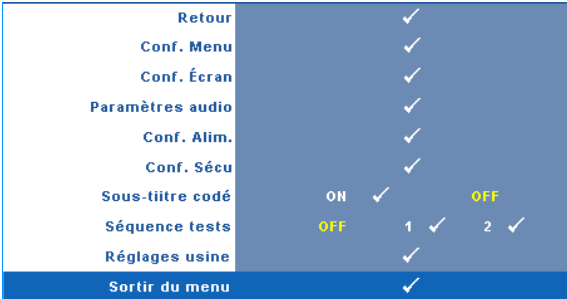 Retour ✓
Conf. Menu ✓
Conf. Écran ✓
Paramètres audio ✓
Conf. Alim. ✓
Conf. Sécu ✓
Sous-tiitre codé ON ✓ OFF
Séquence tests OFF 1 ✓ 2 ✓
Réglages usine ✓
Sortir du menu ✓